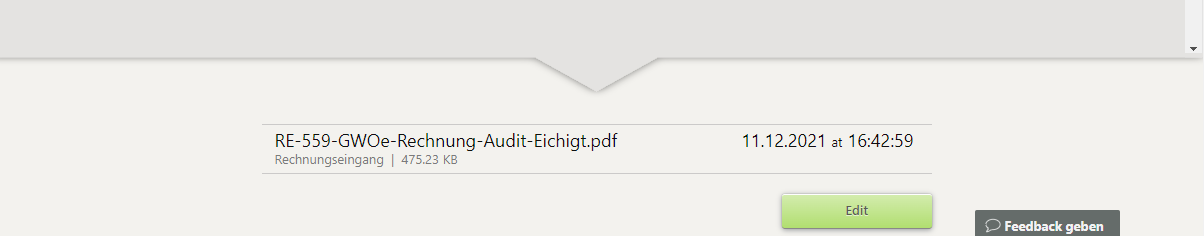 RE-559-GWOe-Rechnung-Audit-Eichigt.pdf 11.12.2021 at 16:42:59
Rechnungseingang | 475.23 KB
Edit
Feedback geben